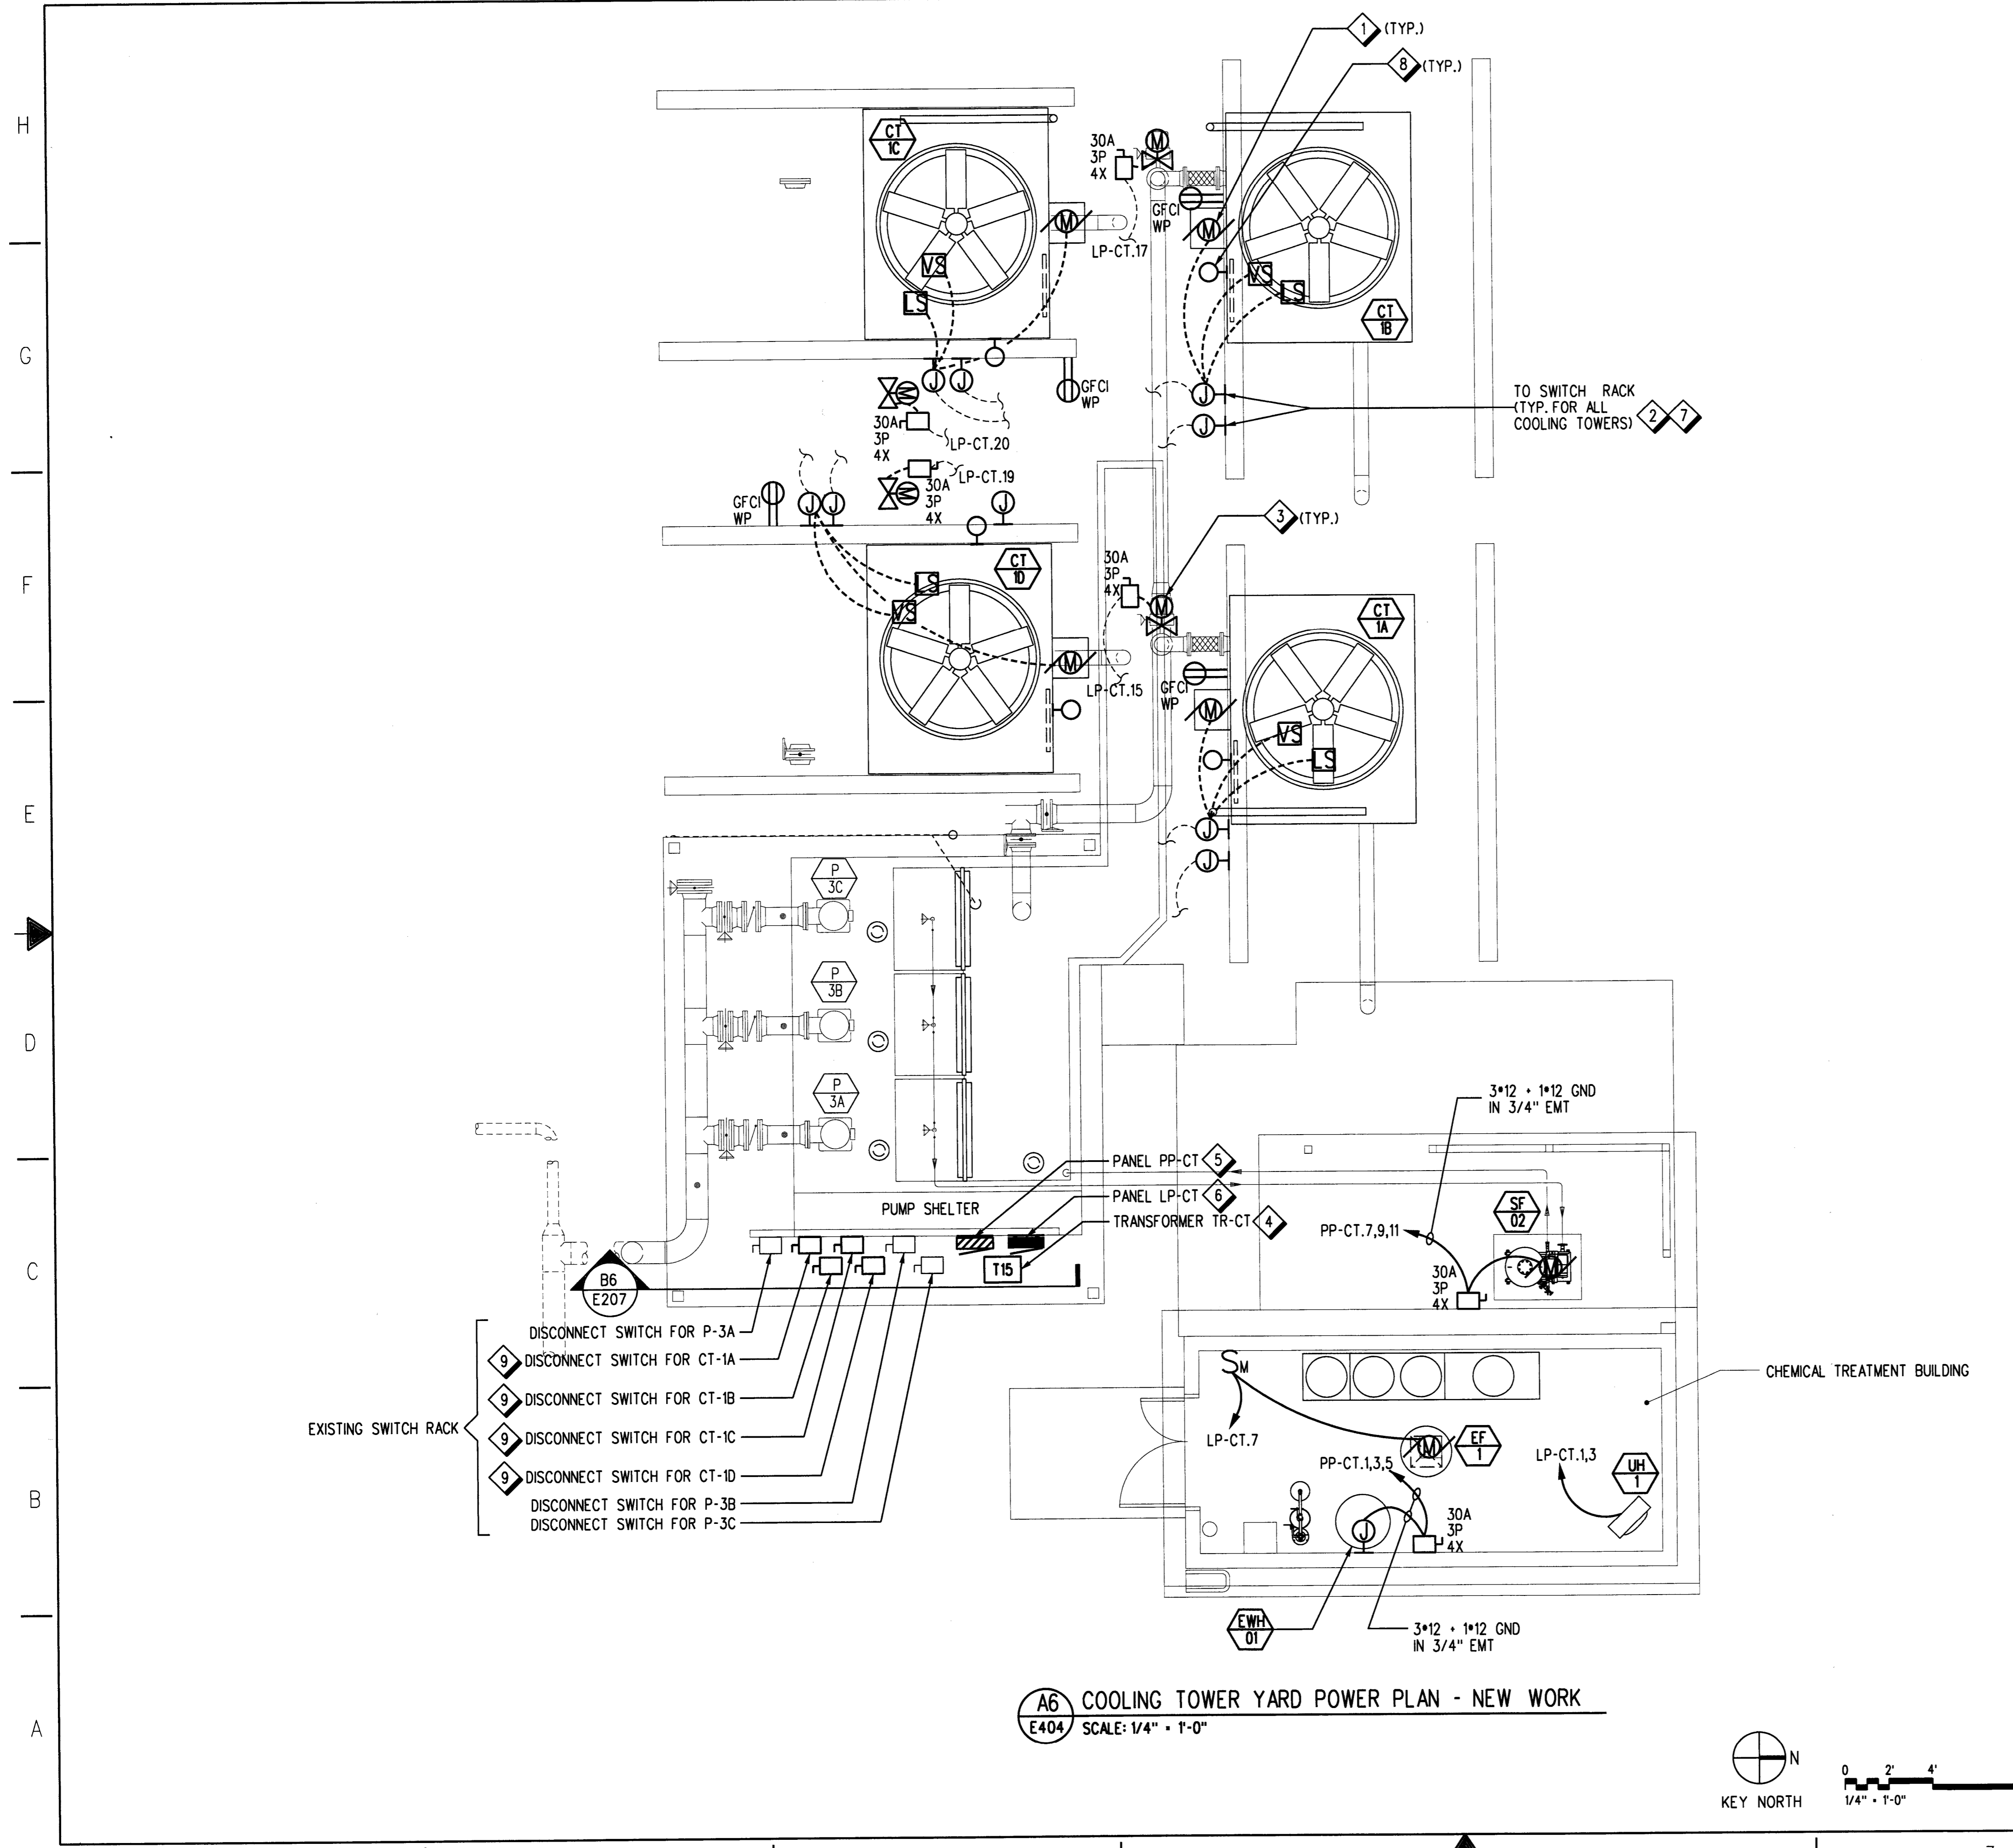 1 (TYP.)
8 (TYP.)
H
CT
1C
30A
3P
4X
M
GFCI
WP
M
M
LP-CT.17
VS
LS
VS
LS
CT
1B
G
J
J
M
GFCI
WP
30A
3P
4X
LP-CT.20
J
J
TO SWITCH RACK
(TYP. FOR ALL
COOLING TOWERS) 2 7
LP-CT.19
M
30A
3P
4X
GFCI
WP
J
J
J
3 (TYP.)
F
CT
1D
30A
3P
4X
M
LS
VS
CT
1A
M
LP-CT.15
GFCI
WP
M
VS
LS
E
J
J
P
3C
P
3B
D
P
3A
3#12 + 1#12 GND
IN 3/4" EMT
PANEL PP-CT 5
PANEL LP-CT 6
TRANSFORMER TR-CT 4
PUMP SHELTER
SF
02
PP-CT.7,9,11
C
T15
M
30A
3P
4X
B6
E207
DISCONNECT SWITCH FOR P-3A
9 DISCONNECT SWITCH FOR CT-1A
9 DISCONNECT SWITCH FOR CT-1B
9 DISCONNECT SWITCH FOR CT-1C
9 DISCONNECT SWITCH FOR CT-1D
DISCONNECT SWITCH FOR P-3B
DISCONNECT SWITCH FOR P-3C
EXISTING SWITCH RACK
SM
CHEMICAL TREATMENT BUILDING
LP-CT.7
M
EF
1
PP-CT.1,3,5
LP-CT.1,3
UH
1
B
J
30A
3P
4X
EWH
01
3#12 + 1#12 GND
IN 3/4" EMT
A
A6
E404
COOLING TOWER YARD POWER PLAN - NEW WORK
SCALE: 1/4" = 1'-0"
N
KEY NORTH
0 2' 4'
1/4" = 1'-0"